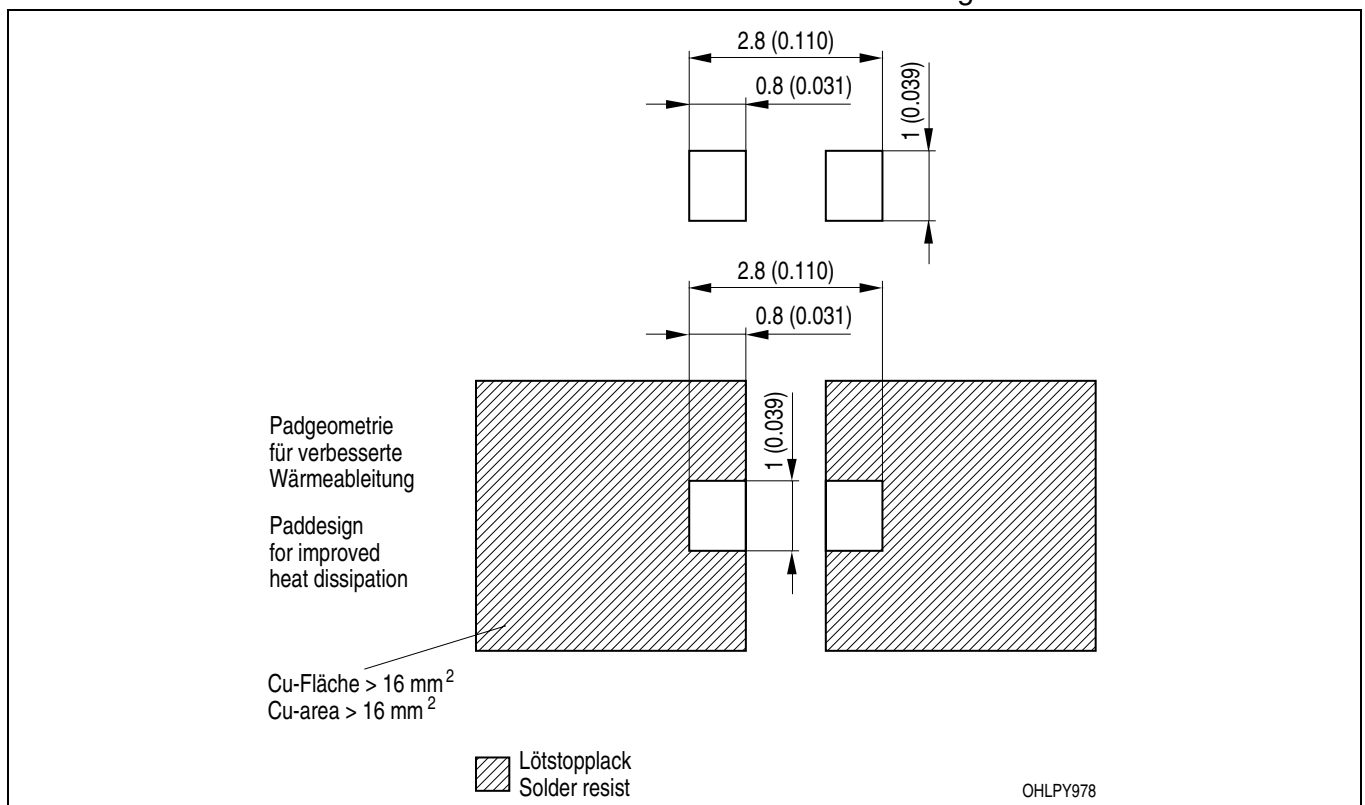 2.8 (0.110)
0.8 (0.031)
1 (0.039)
2.8 (0.110)
0.8 (0.031)
1 (0.039)
Padgeometrie
für verbesserte
Wärmeableitung
Paddesign
for improved
heat dissipation
Cu-Fläche > 16 mm²
Cu-area > 16 mm²
Lötstopplack
Solder resist
OHLPY978